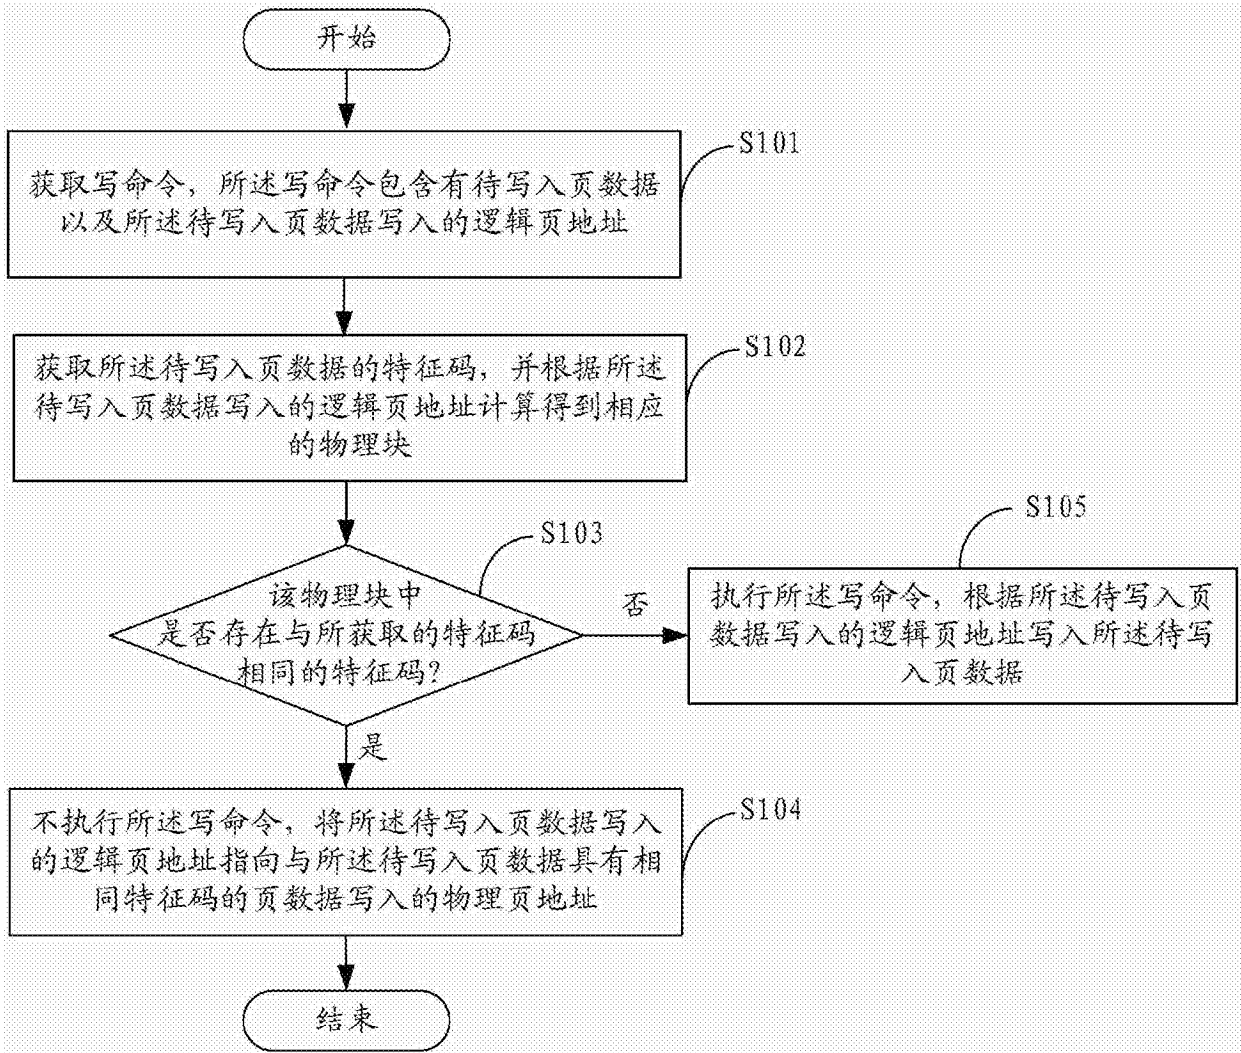 开始
S101
获取写命令，所述写命令包含有待写入页数据
以及所述待写入页数据写入的逻辑页地址
S102
获取所述待写入页数据的特征码，并根据所述
待写入页数据写入的逻辑页地址计算得到相应
的物理块
S103
该物理块中
是否存在与所获取的特征码
相同的特征码？
否
S105
执行所述写命令，根据所述待写入页
数据写入的逻辑页地址写入所述待写
入页数据
是
S104
不执行所述写命令，将所述待写入页数据写入
的逻辑页地址指向与所述待写入页数据具有相
同特征码的页数据写入的物理页地址
结束